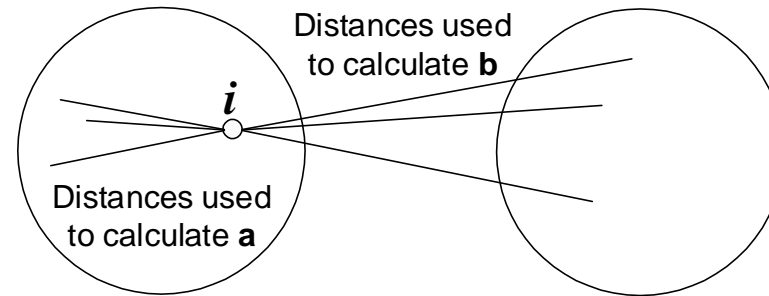 Distances used
to calculate b
i
Distances used
to calculate a